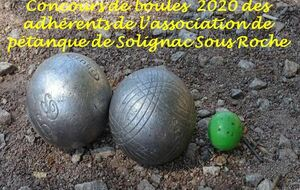 Concours de boules 2020 des
adhérents de l'association de
pétanque de Solignac Sous Roche